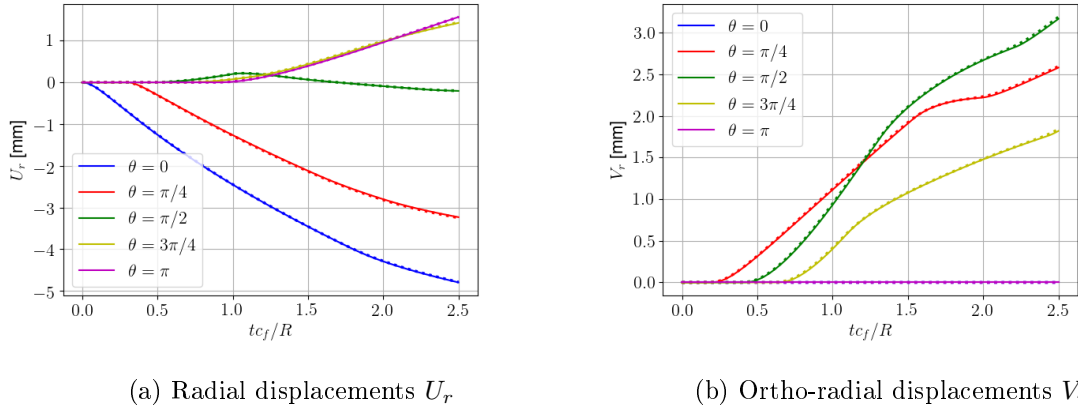 1
0
−1
−2
−3
−4
−5
U_r [mm]
θ = 0
θ = π/4
θ = π/2
θ = 3π/4
θ = π
0.0 0.5 1.0 1.5 2.0 2.5
tc_f/R
(a) Radial displacements U_r
3.0
2.5
2.0
1.5
1.0
0.5
0.0
V_r [mm]
θ = 0
θ = π/4
θ = π/2
θ = 3π/4
θ = π
0.0 0.5 1.0 1.5 2.0 2.5
tc_f/R
(b) Ortho-radial displacements V